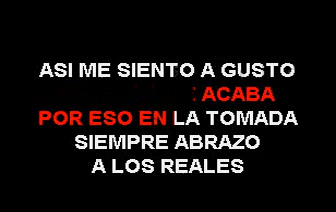 ASI ME SIENTO A GUSTO
ACABA
POR ESO EN LA TOMADA
SIEMPRE ABRAZO
A LOS REALES